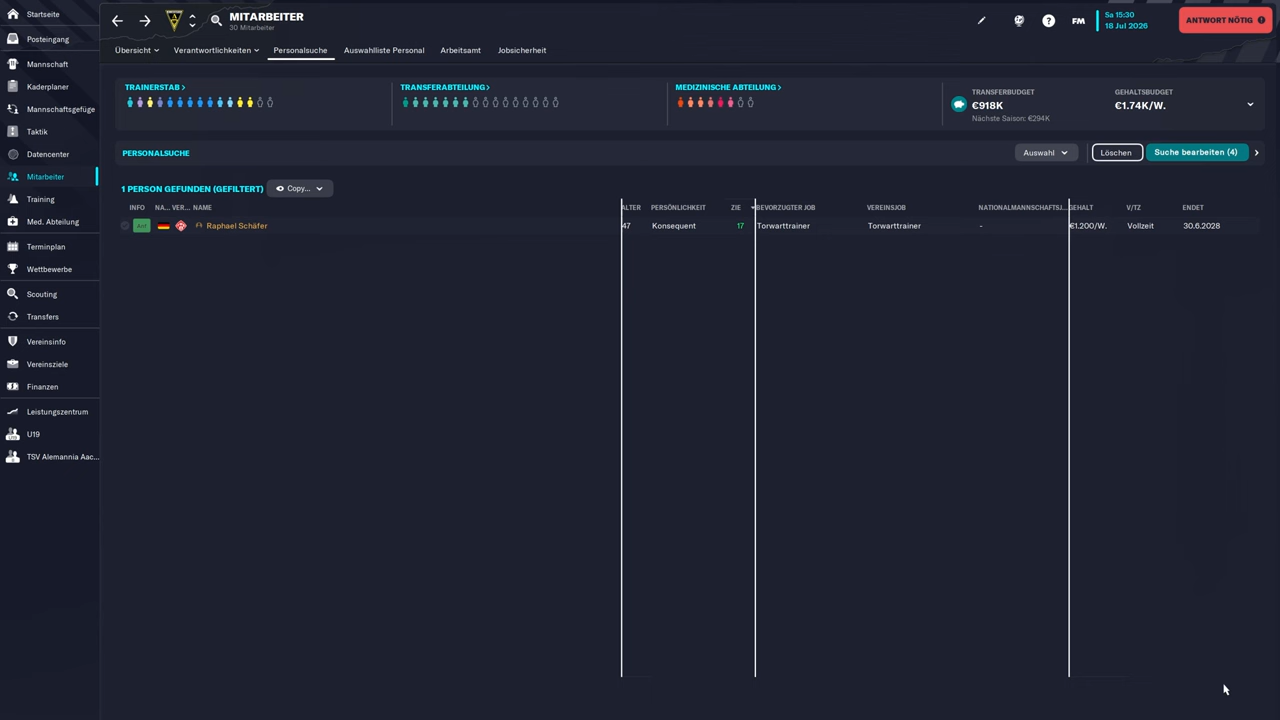 Startseite
Posteingang
Mannschaft
Kaderplaner
Mannschaftsgefüge
Taktik
Datencenter
Mitarbeiter
Training
Med. Abteilung
Terminplan
Wettbewerbe
Scouting
Transfers
Vereinsinfo
Vereinsziele
Finanzen
Leistungszentrum
U19
TSV Alemannia Aac...
MITARBEITER
30 Mitarbeiter
FM
Sa 15:30
18 Jul 2026
ANTWORT NÖTIG
Übersicht
Verantwortlichkeiten
Personalsuche
Auswahlliste Personal
Arbeitsamt
Jobsicherheit
TRAINERSTAB
TRANSFERABTEILUNG
MEDIZINISCHE ABTEILUNG
TRANSFERBUDGET
€918K
Nächste Saison: €294K
GEHALTSBUDGET
€1.74K/W.
PERSONALSUCHE
Auswahl
Löschen
Suche bearbeiten (4)
1 PERSON GEFUNDEN (GEFILTERT)
Copy...
INFO NA... VER... NAME ALTER PERSÖNLICHKEIT ZIE BEVORZUGTER JOB VEREINSJOB NATIONALMANNSCHAFTSJ... GEHALT V/TZ ENDET
Anf Raphael Schäfer 47 Konsequent 17 Torwarttrainer Torwarttrainer - €1.200/W. Vollzeit 30.6.2028